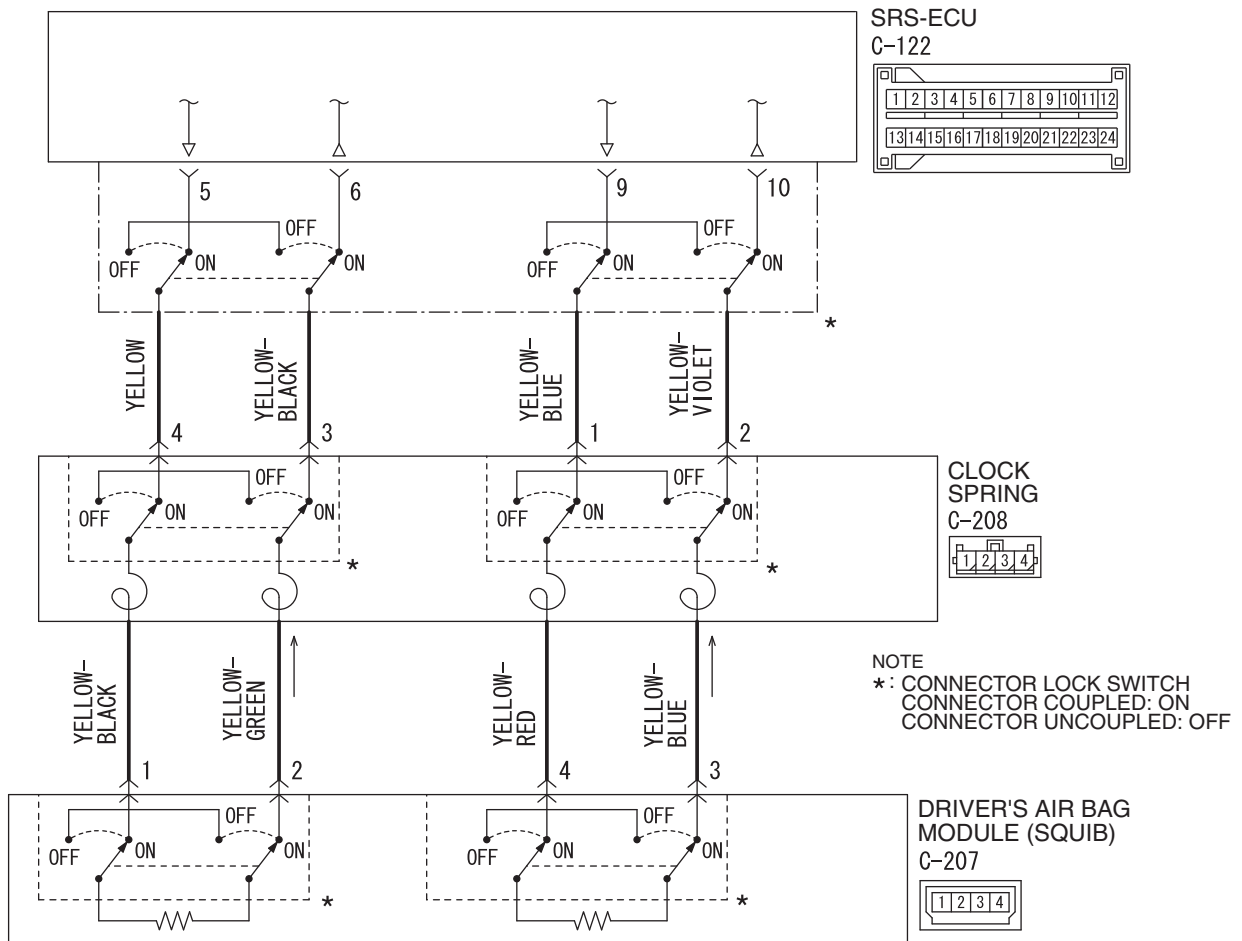 SRS-ECU
C-122
1 2 3 4 5 6 7 8 9 10 11 12
13 14 15 16 17 18 19 20 21 22 23 24
5 6 9 10
OFF OFF
OFF ON ON OFF ON ON
*
YELLOW
YELLOW-
BLACK
YELLOW-
BLUE
YELLOW-
VIOLET
4 3 1 2
CLOCK
SPRING
C-208
1 2 3 4
OFF OFF
OFF ON ON OFF ON ON
* *
YELLOW-
BLACK
YELLOW-
GREEN
YELLOW-
RED
YELLOW-
BLUE
NOTE
*: CONNECTOR LOCK SWITCH
CONNECTOR COUPLED: ON
CONNECTOR UNCOUPLED: OFF
1 2 4 3
DRIVER'S AIR BAG
MODULE (SQUIB)
C-207
1 2 3 4
OFF OFF
OFF ON ON OFF ON ON
* *